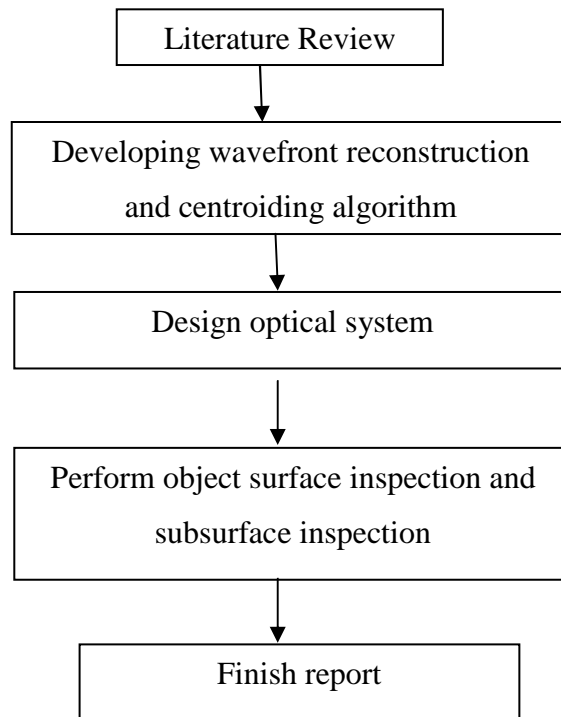 Literature Review
Developing wavefront reconstruction
and centroiding algorithm
Design optical system
Perform object surface inspection and
subsurface inspection
Finish report